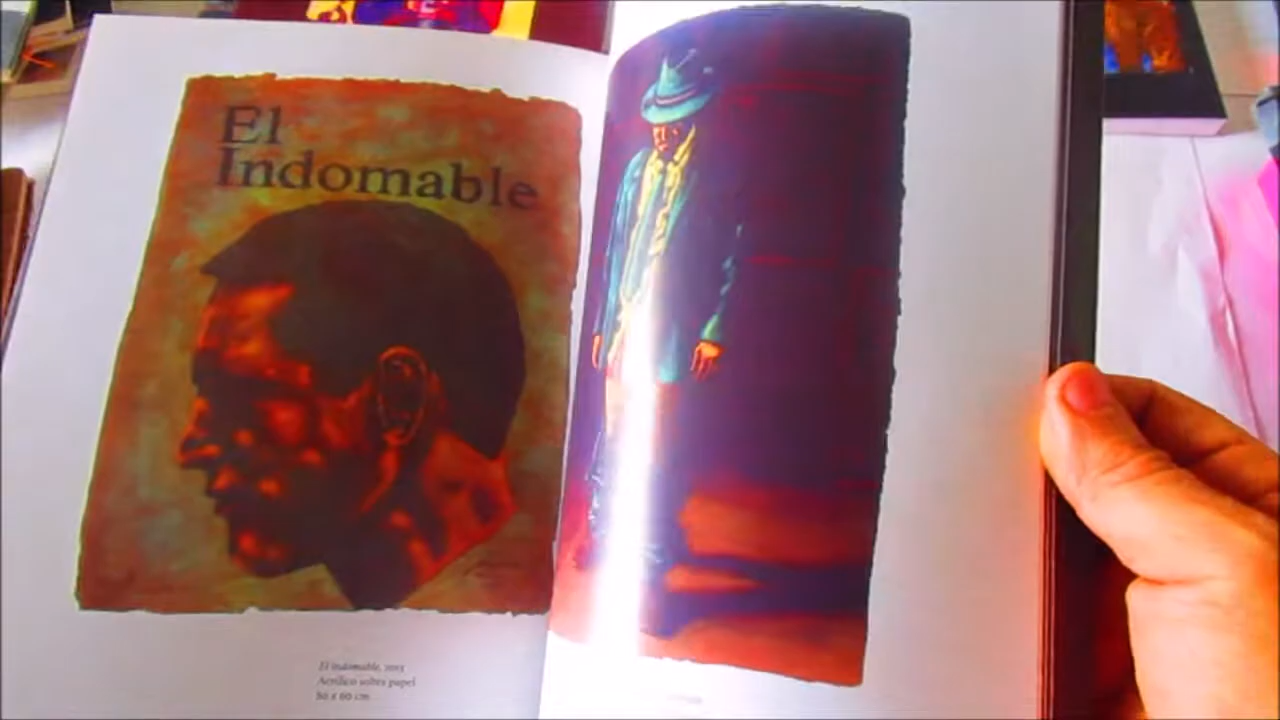 El
Indomable
El indomable, 2013
Acrílico sobre papel
80 x 60 cm